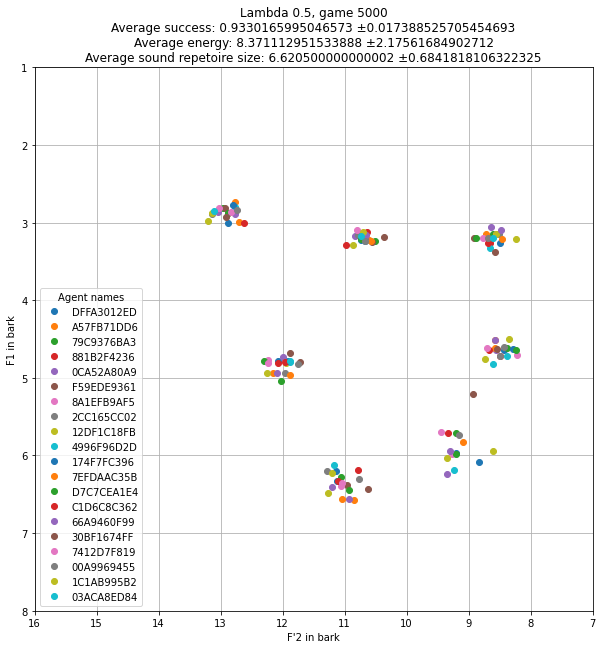 Lambda 0.5, game 5000
Average success: 0.9330165995046573 ±0.017388525705454693
Average energy: 8.371112951533888 ±2.17561684902712
Average sound repetoire size: 6.620500000000002 ±0.6841818106322325
1
2
3
4
5
6
7
8
F1 in bark
Agent names
DFFA3012ED
A57FB71DD6
79C9376BA3
881B2F4236
0CA52A80A9
F59EDE9361
8A1EFB9AF5
2CC165CC02
12DF1C18FB
4996F96D2D
174F7FC396
7EFDAAC35B
D7C7CEA1E4
C1D6C8C362
66A9460F99
30BF1674FF
7412D7F819
00A9969455
1C1AB995B2
03ACA8ED84
16 15 14 13 12 11 10 9 8 7
F'2 in bark